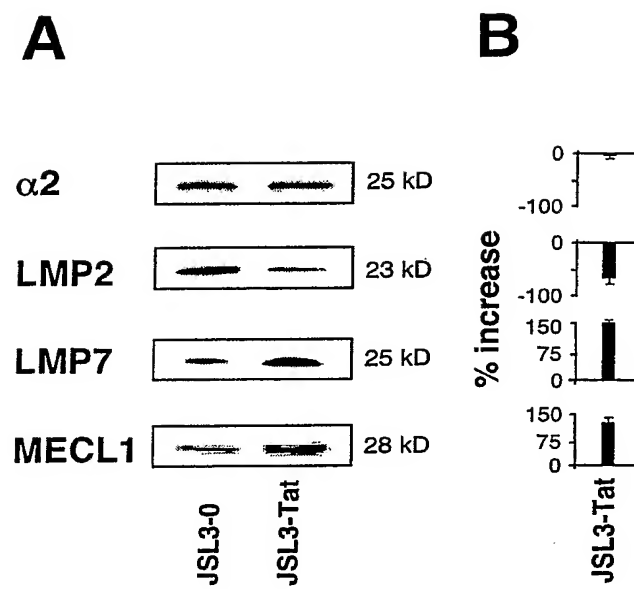 A
α2
25 kD
LMP2
23 kD
LMP7
25 kD
MECL1
28 kD
JSL3-0
JSL3-Tat
B
% increase
0
-100
0
-100
150
75
0
150
75
0
JSL3-Tat